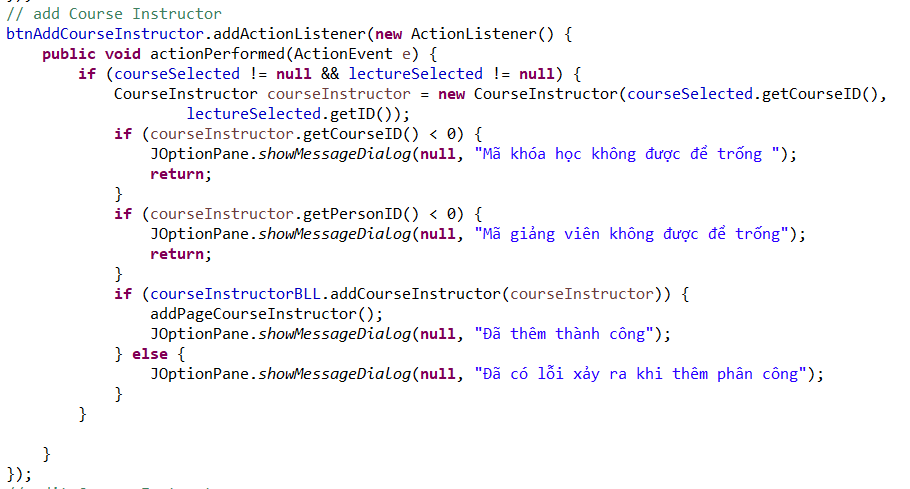 // add Course Instructor
btnAddCourseInstructor.addActionListener(new ActionListener() {
    public void actionPerformed(ActionEvent e) {
        if (courseSelected != null && lectureSelected != null) {
            CourseInstructor courseInstructor = new CourseInstructor(courseSelected.getCourseID(),
                    lectureSelected.getID());
            if (courseInstructor.getCourseID() < 0) {
                JOptionPane.showMessageDialog(null, "Mã khóa học không được để trống ");
                return;
            }
            if (courseInstructor.getPersonID() < 0) {
                JOptionPane.showMessageDialog(null, "Mã giảng viên không được để trống");
                return;
            }
            if (courseInstructorBLL.addCourseInstructor(courseInstructor)) {
                addPageCourseInstructor();
                JOptionPane.showMessageDialog(null, "Đã thêm thành công");
            } else {
                JOptionPane.showMessageDialog(null, "Đã có lỗi xảy ra khi thêm phân công");
            }
        }

    }
});